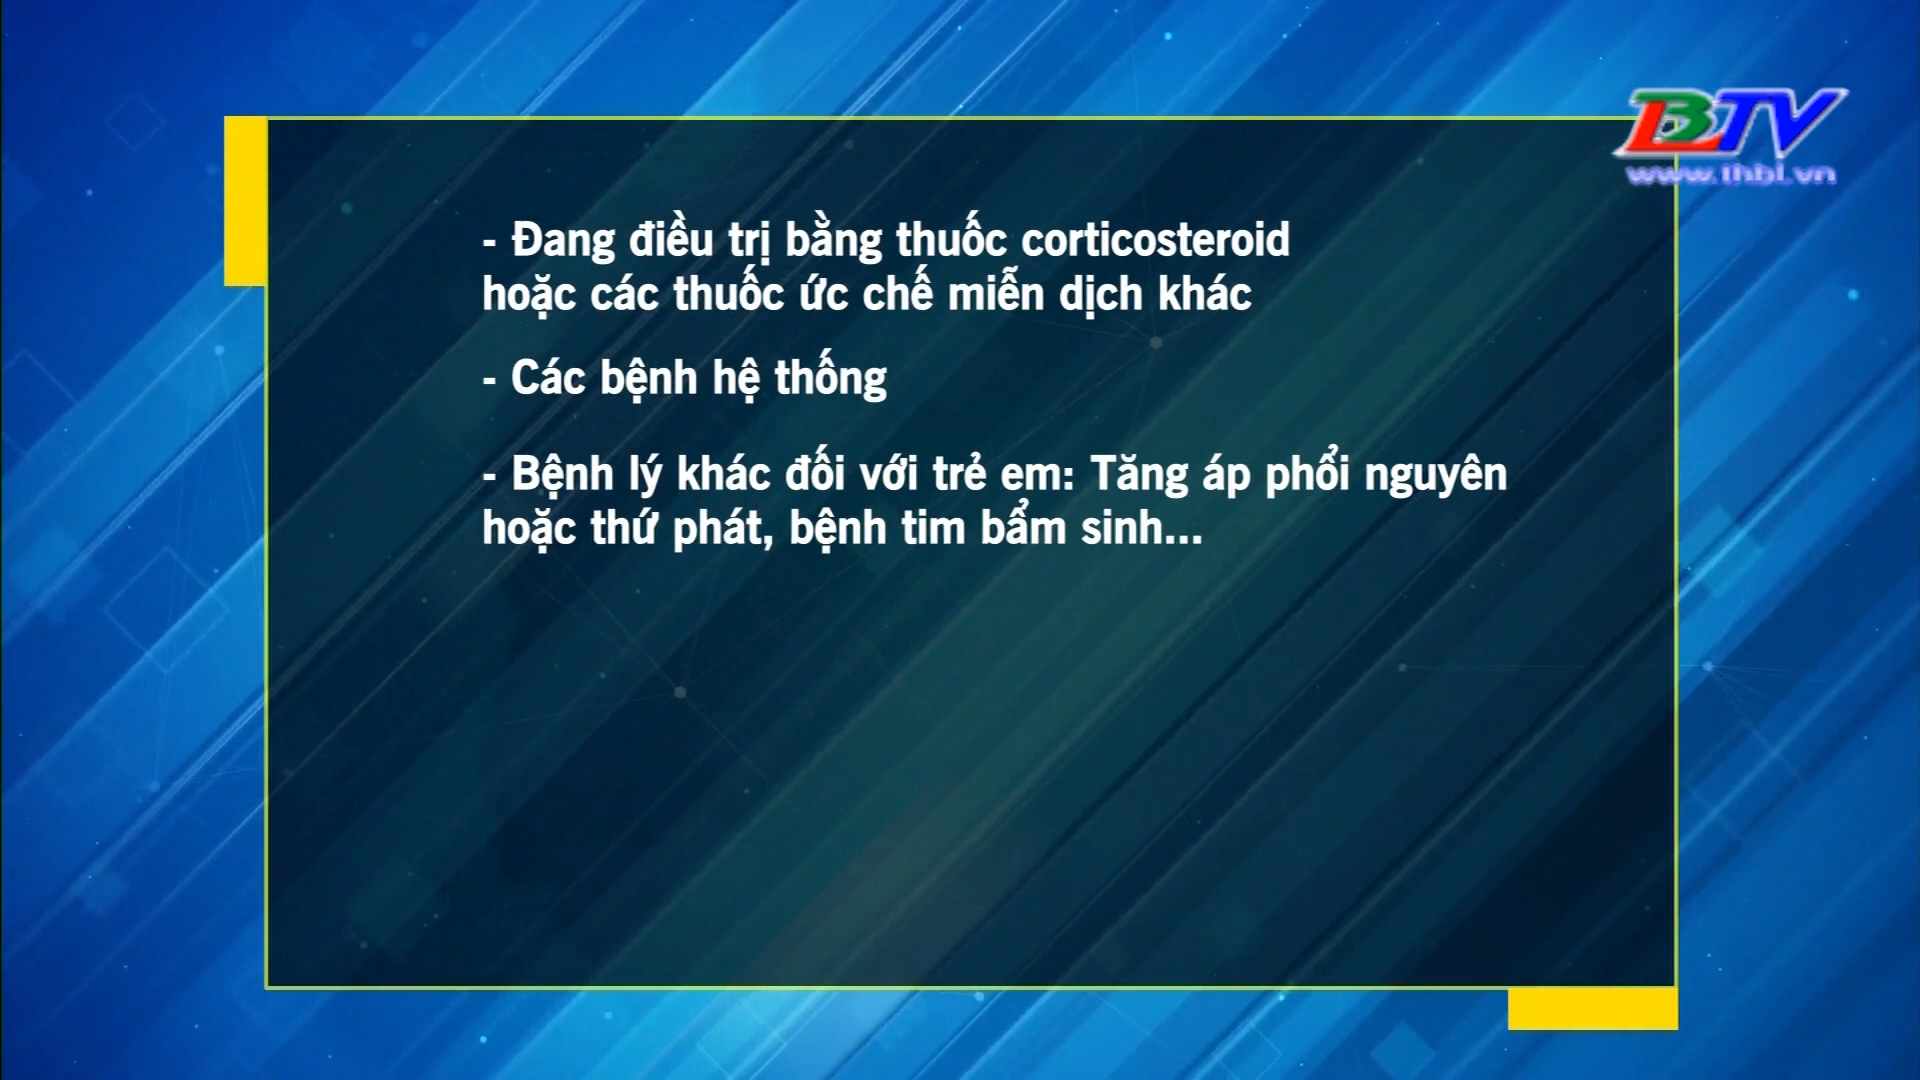 BTV
www.thbl.vn
- Đang điều trị bằng thuốc corticosteroid
hoặc các thuốc ức chế miễn dịch khác
- Các bệnh hệ thống
- Bệnh lý khác đối với trẻ em: Tăng áp phổi nguyên
hoặc thứ phát, bệnh tim bẩm sinh...